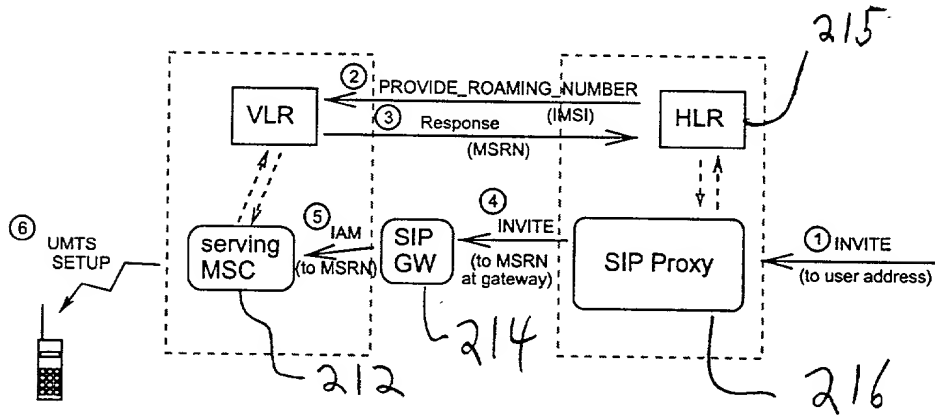 215
② PROVIDE_ROAMING_NUMBER
(IMSI)
VLR
③ Response
(MSRN)
HLR
⑥ UMTS
SETUP
serving
MSC
⑤ IAM
(to MSRN)
SIP
GW
④ INVITE
(to MSRN
at gateway)
SIP Proxy
① INVITE
(to user address)
212
214
216